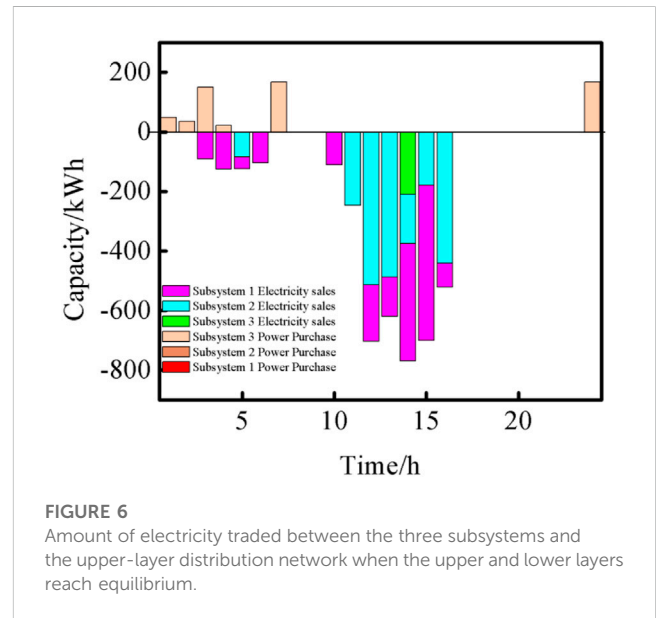 200
0
-200
-400
-600
-800
Capacity/kWh
Subsystem 1 Electricity sales
Subsystem 2 Electricity sales
Subsystem 3 Electricity sales
Subsystem 3 Power Purchase
Subsystem 2 Power Purchase
Subsystem 1 Power Purchase
5 10 15 20
Time/h
FIGURE 6
Amount of electricity traded between the three subsystems and
the upper-layer distribution network when the upper and lower layers
reach equilibrium.